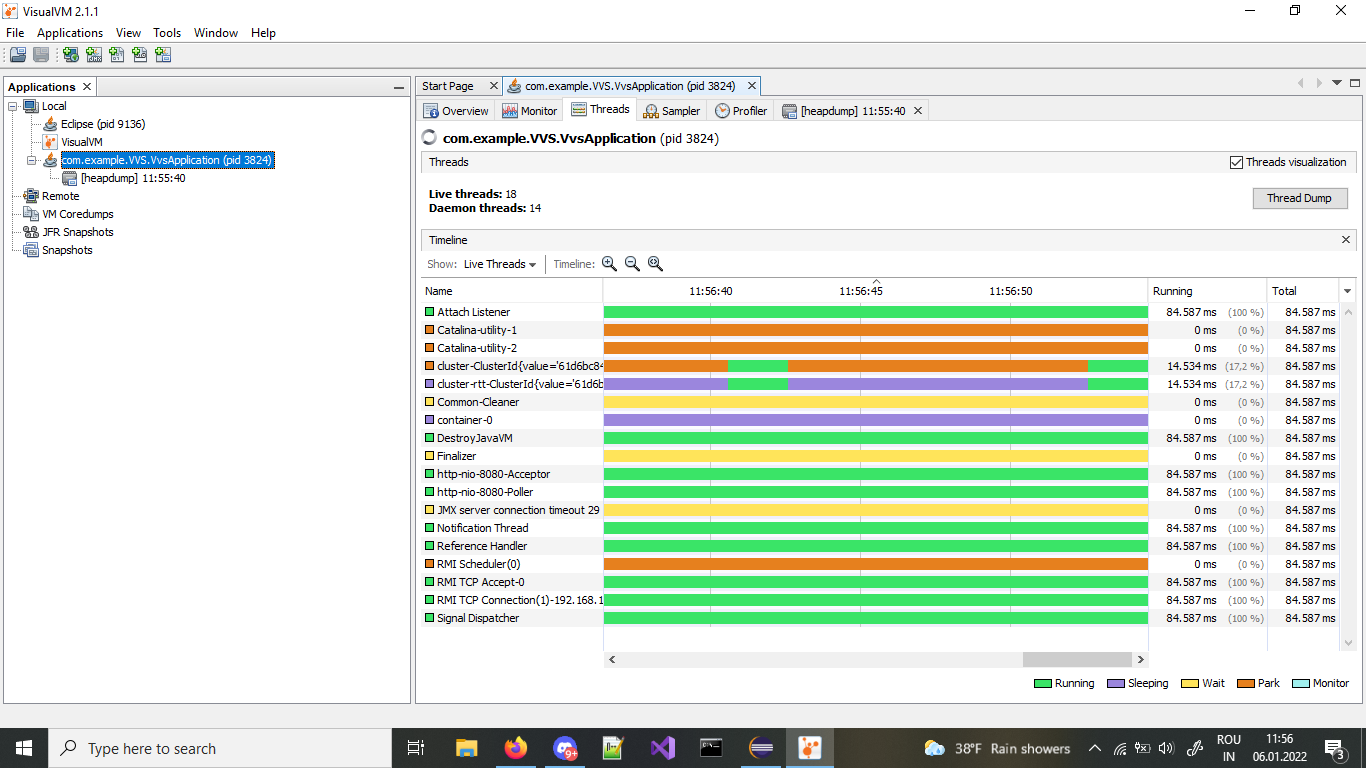 VisualVM 2.1.1
File Applications View Tools Window Help
Applications
Local
Eclipse (pid 9136)
VisualVM
com.example.VVS.VvsApplication (pid 3824)
[heapdump] 11:55:40
Remote
VM Coredumps
JFR Snapshots
Snapshots
Start Page com.example.VVS.VvsApplication (pid 3824)
Overview Monitor Threads Sampler Profiler [heapdump] 11:55:40
com.example.VVS.VvsApplication (pid 3824)
Threads Threads visualization
Live threads: 18
Daemon threads: 14
Thread Dump
Timeline
Show: Live Threads Timeline:
Name 11:56:40 11:56:45 11:56:50 Running Total
Attach Listener 84.587 ms (100 %) 84.587 ms
Catalina-utility-1 0 ms (0 %) 84.587 ms
Catalina-utility-2 0 ms (0 %) 84.587 ms
cluster-ClusterId{value='61d6bc84 14.534 ms (17,2 %) 84.587 ms
cluster-rtt-ClusterId{value='61d6b 14.534 ms (17,2 %) 84.587 ms
Common-Cleaner 0 ms (0 %) 84.587 ms
container-0 0 ms (0 %) 84.587 ms
DestroyJavaVM 84.587 ms (100 %) 84.587 ms
Finalizer 0 ms (0 %) 84.587 ms
http-nio-8080-Acceptor 84.587 ms (100 %) 84.587 ms
http-nio-8080-Poller 84.587 ms (100 %) 84.587 ms
JMX server connection timeout 29 0 ms (0 %) 84.587 ms
Notification Thread 84.587 ms (100 %) 84.587 ms
Reference Handler 84.587 ms (100 %) 84.587 ms
RMI Scheduler(0) 0 ms (0 %) 84.587 ms
RMI TCP Accept-0 84.587 ms (100 %) 84.587 ms
RMI TCP Connection(1)-192.168.1 84.587 ms (100 %) 84.587 ms
Signal Dispatcher 84.587 ms (100 %) 84.587 ms
Running Sleeping Wait Park Monitor
Type here to search
9+
38°F Rain showers
ROU
IN
11:56
06.01.2022
3